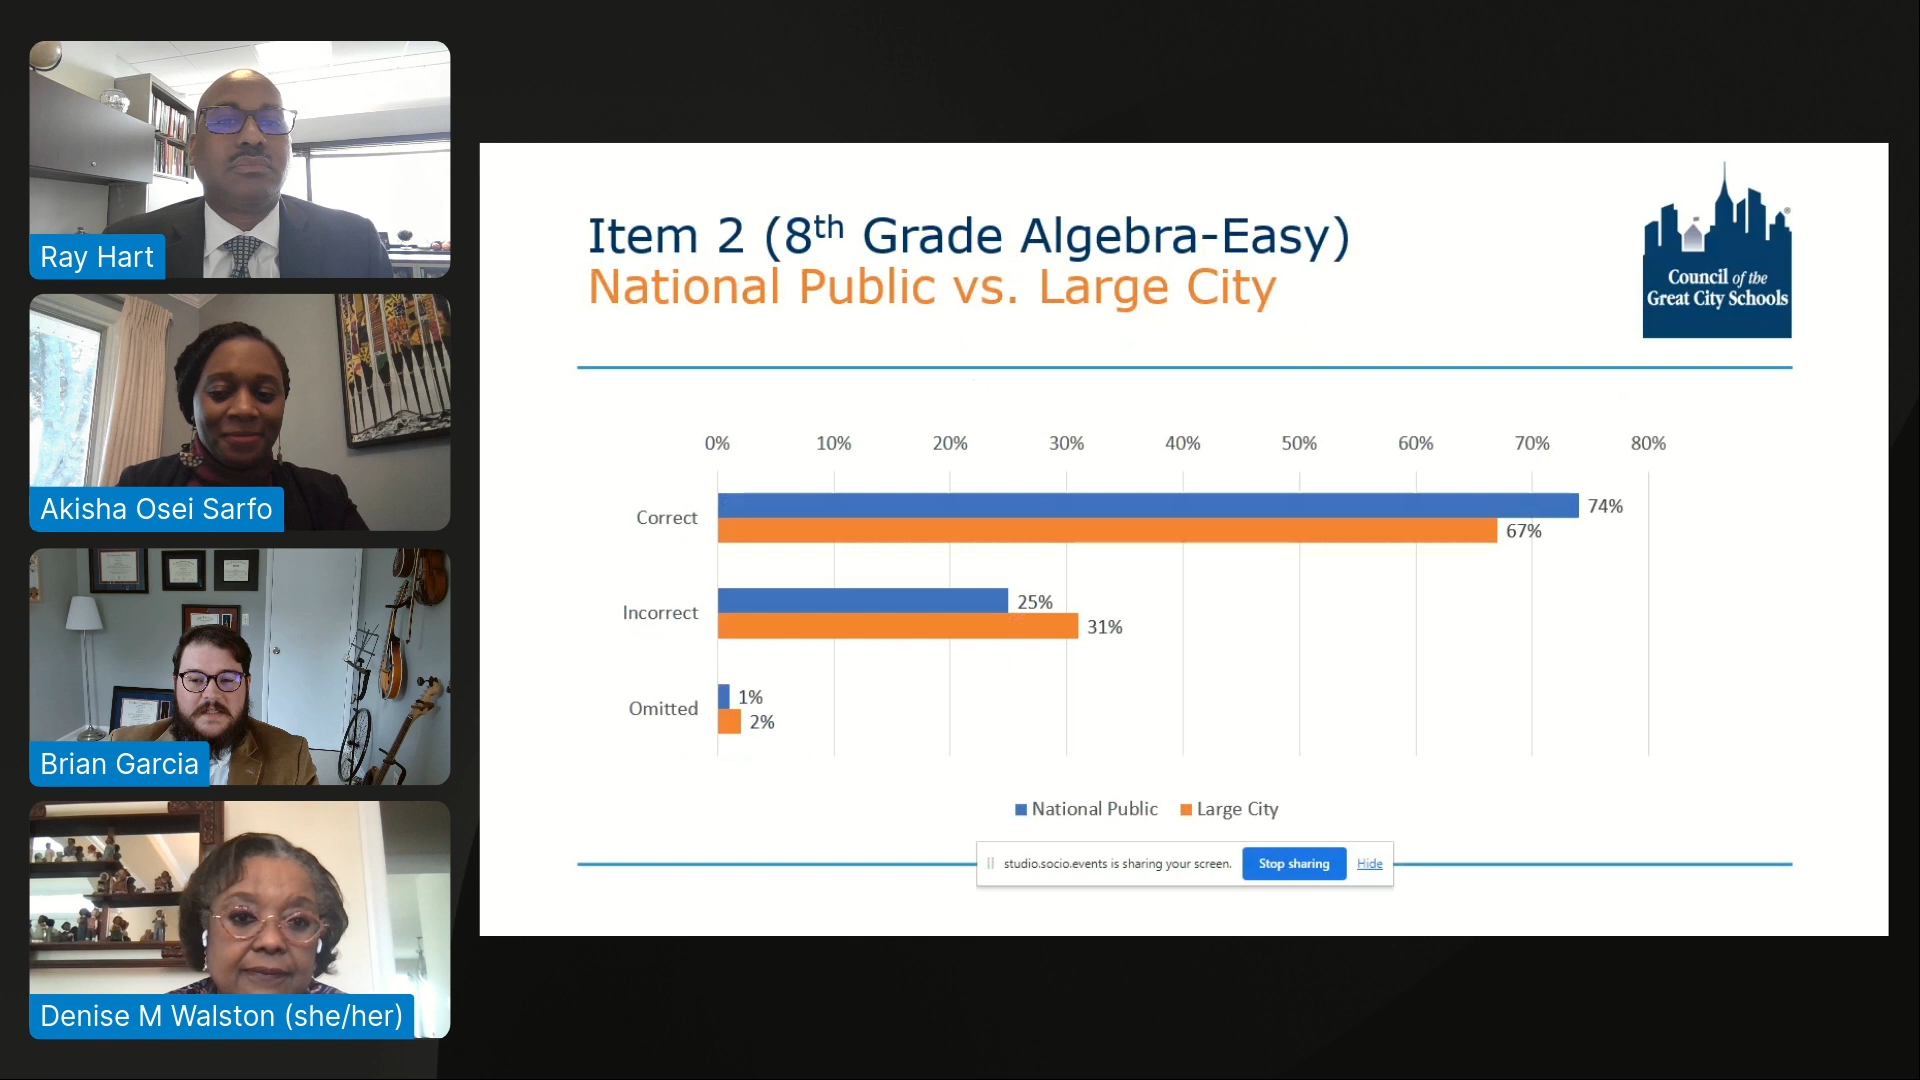 Ray Hart
Akisha Osei Sarfo
Brian Garcia
Denise M Walston (she/her)
Item 2 (8th Grade Algebra-Easy)
National Public vs. Large City
Council of the
Great City Schools
0% 10% 20% 30% 40% 50% 60% 70% 80%
Correct 74%
67%
Incorrect 25%
31%
Omitted 1%
2%
National Public Large City
studio.socio.events is sharing your screen. Stop sharing Hide